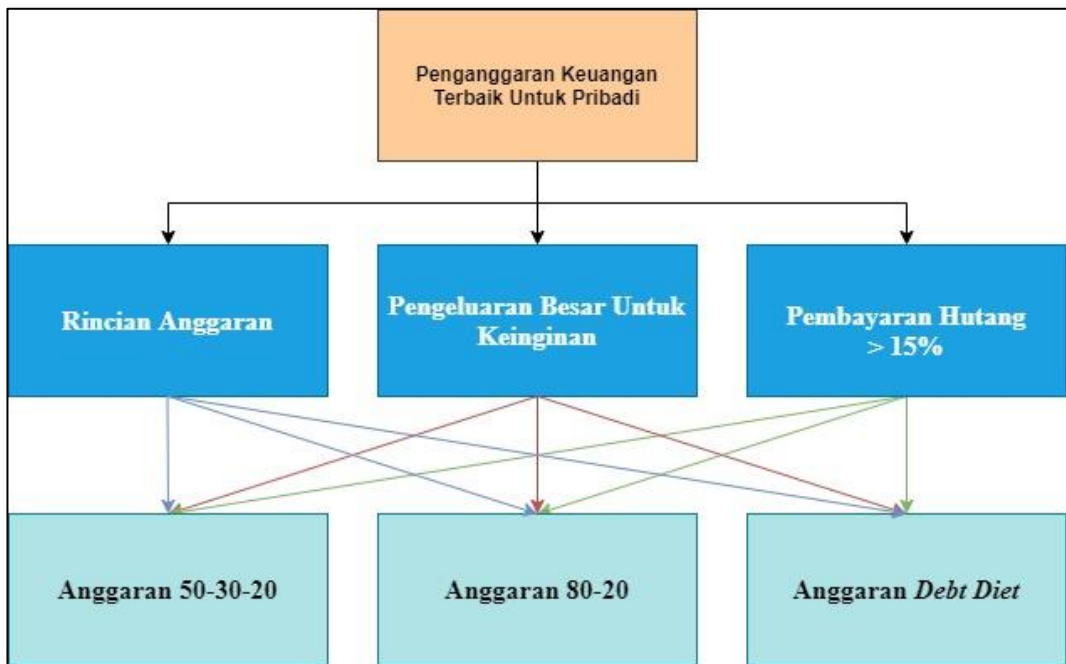 Penganggaran Keuangan
Terbaik Untuk Pribadi
Rincian Anggaran
Pengeluaran Besar Untuk
Keinginan
Pembayaran Hutang
> 15%
Anggaran 50-30-20
Anggaran 80-20
Anggaran Debt Diet